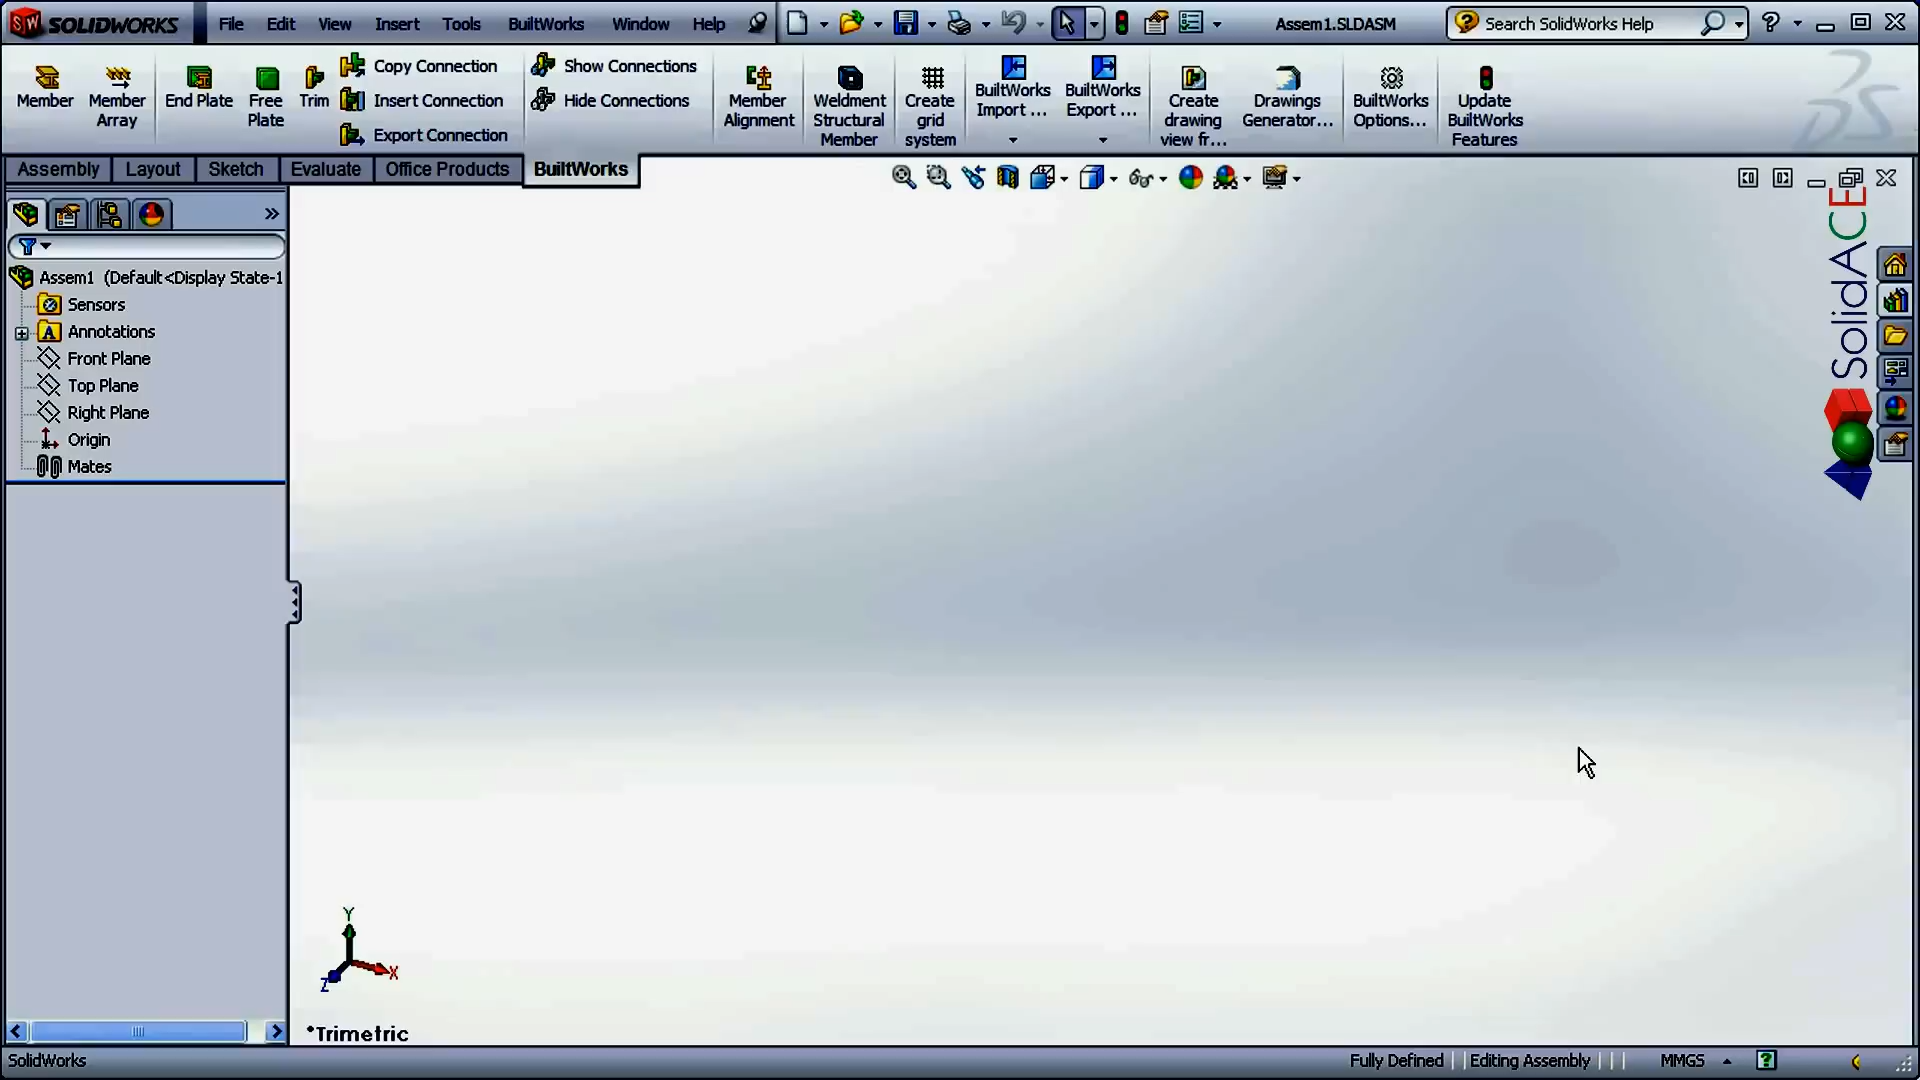 SOLIDWORKS File Edit View Insert Tools BuiltWorks Window Help Assem1.SLDASM Search SolidWorks Help
Member
Member Array
End Plate
Free Plate
Trim
Copy Connection
Insert Connection
Export Connection
Show Connections
Hide Connections
Member Alignment
Weldment Structural Member
Create grid system
BuiltWorks Import ...
BuiltWorks Export ...
Create drawing view fr...
Drawings Generator...
BuiltWorks Options...
Update BuiltWorks Features
Assembly Layout Sketch Evaluate Office Products BuiltWorks
Assem1 (Default<Display State-1
Sensors
Annotations
Front Plane
Top Plane
Right Plane
Origin
Mates
SolidACE
Y
X
Z
*Trimetric
SolidWorks Fully Defined Editing Assembly MMGS